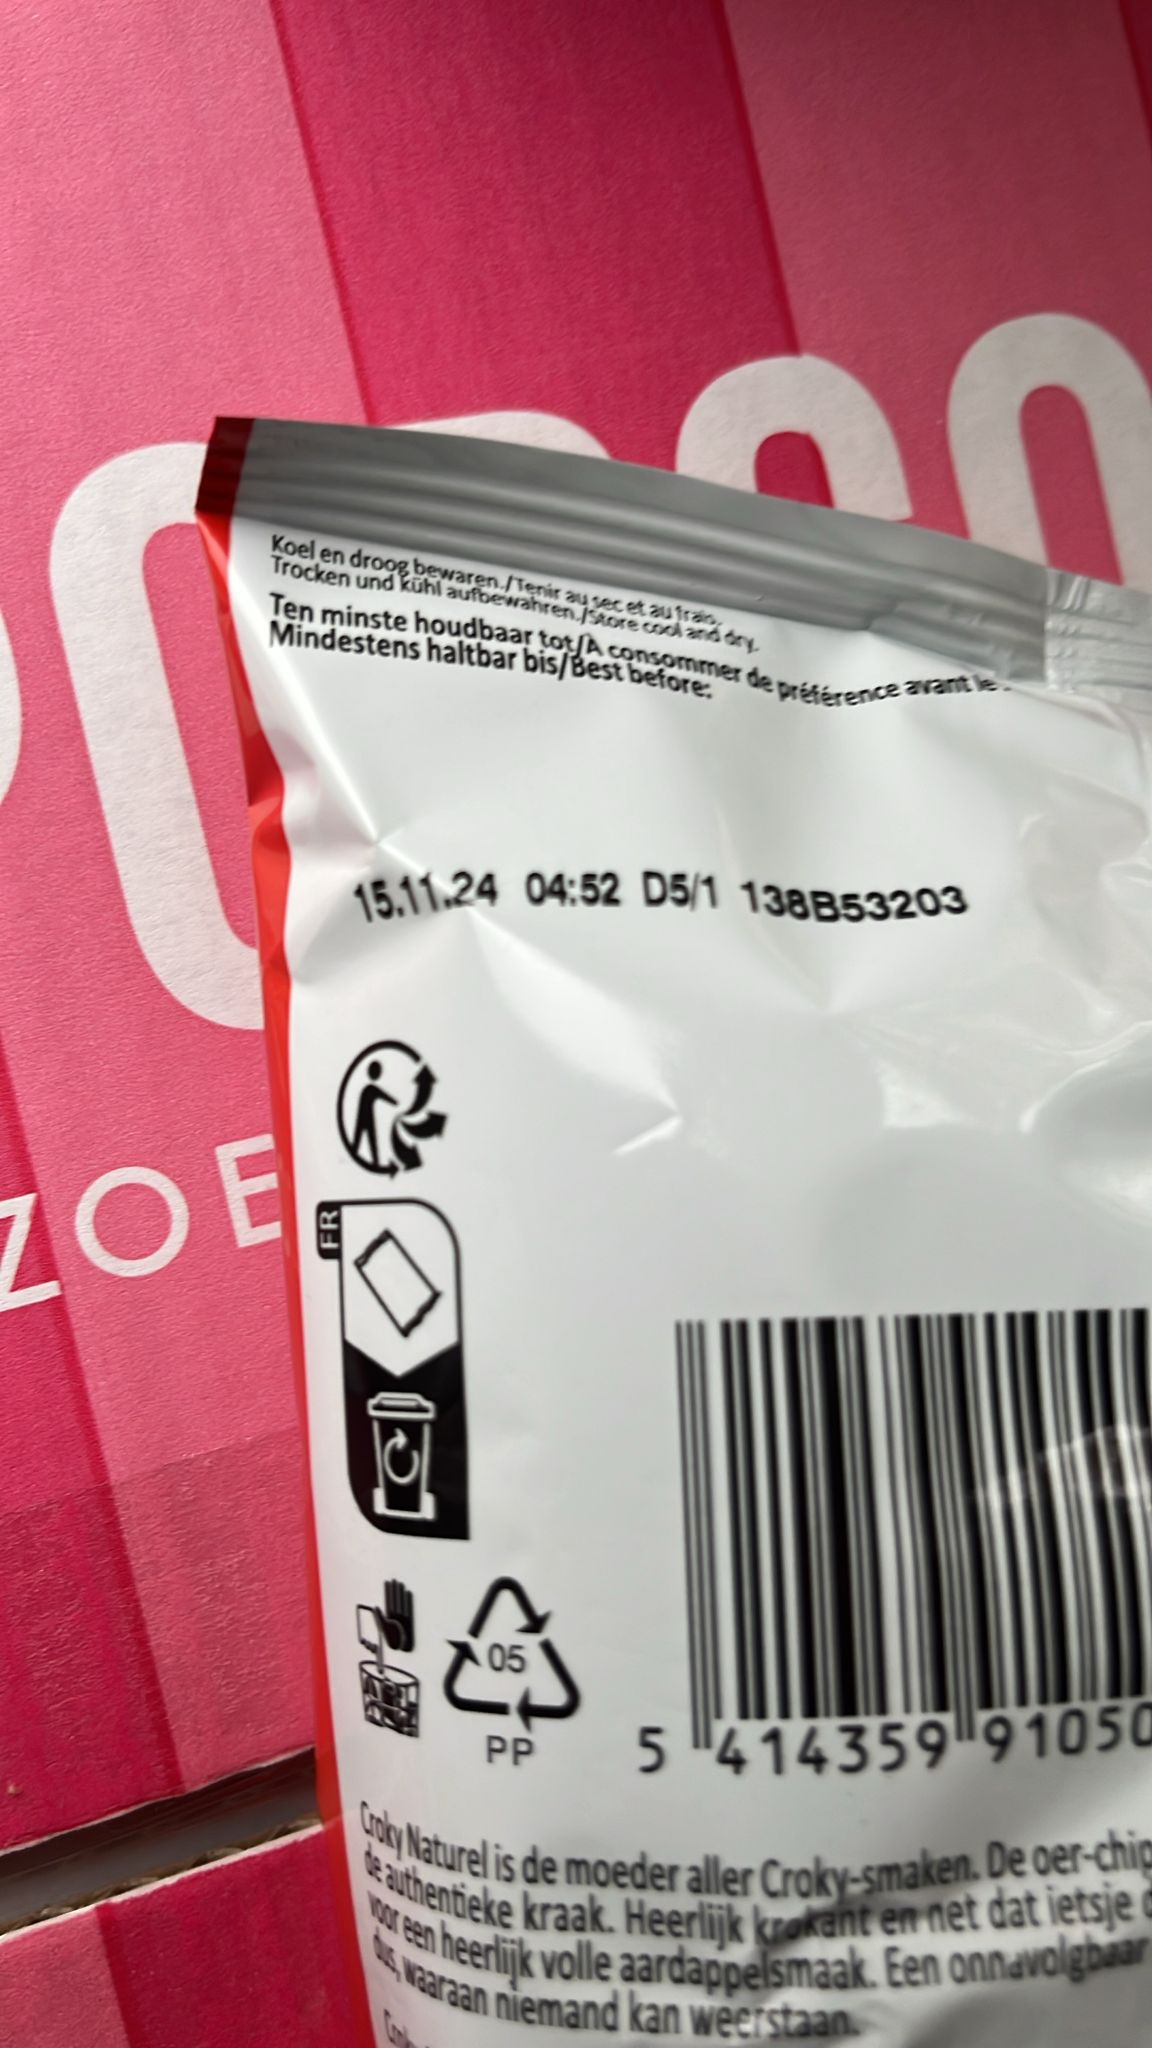 Koel en droog bewaren./Tenir au sec et au frais.
Trocken und kühl aufbewahren./Store cool and dry.
Ten minste houdbaar tot/À consommer de préférence avant le
Mindestens haltbar bis/Best before:
15.11.24 04:52 D5/1 138B53203
ZOE
FR
05
PP
5 414359 91050
Croky Naturel is de moeder aller Croky-smaken. De oer-chip
de authentieke kraak. Heerlijk krokant en net dat ietsje
voor een heerlijk volle aardappelsmaak. Een onnavolgbaar
dus, waaraan niemand kan weerstaan.